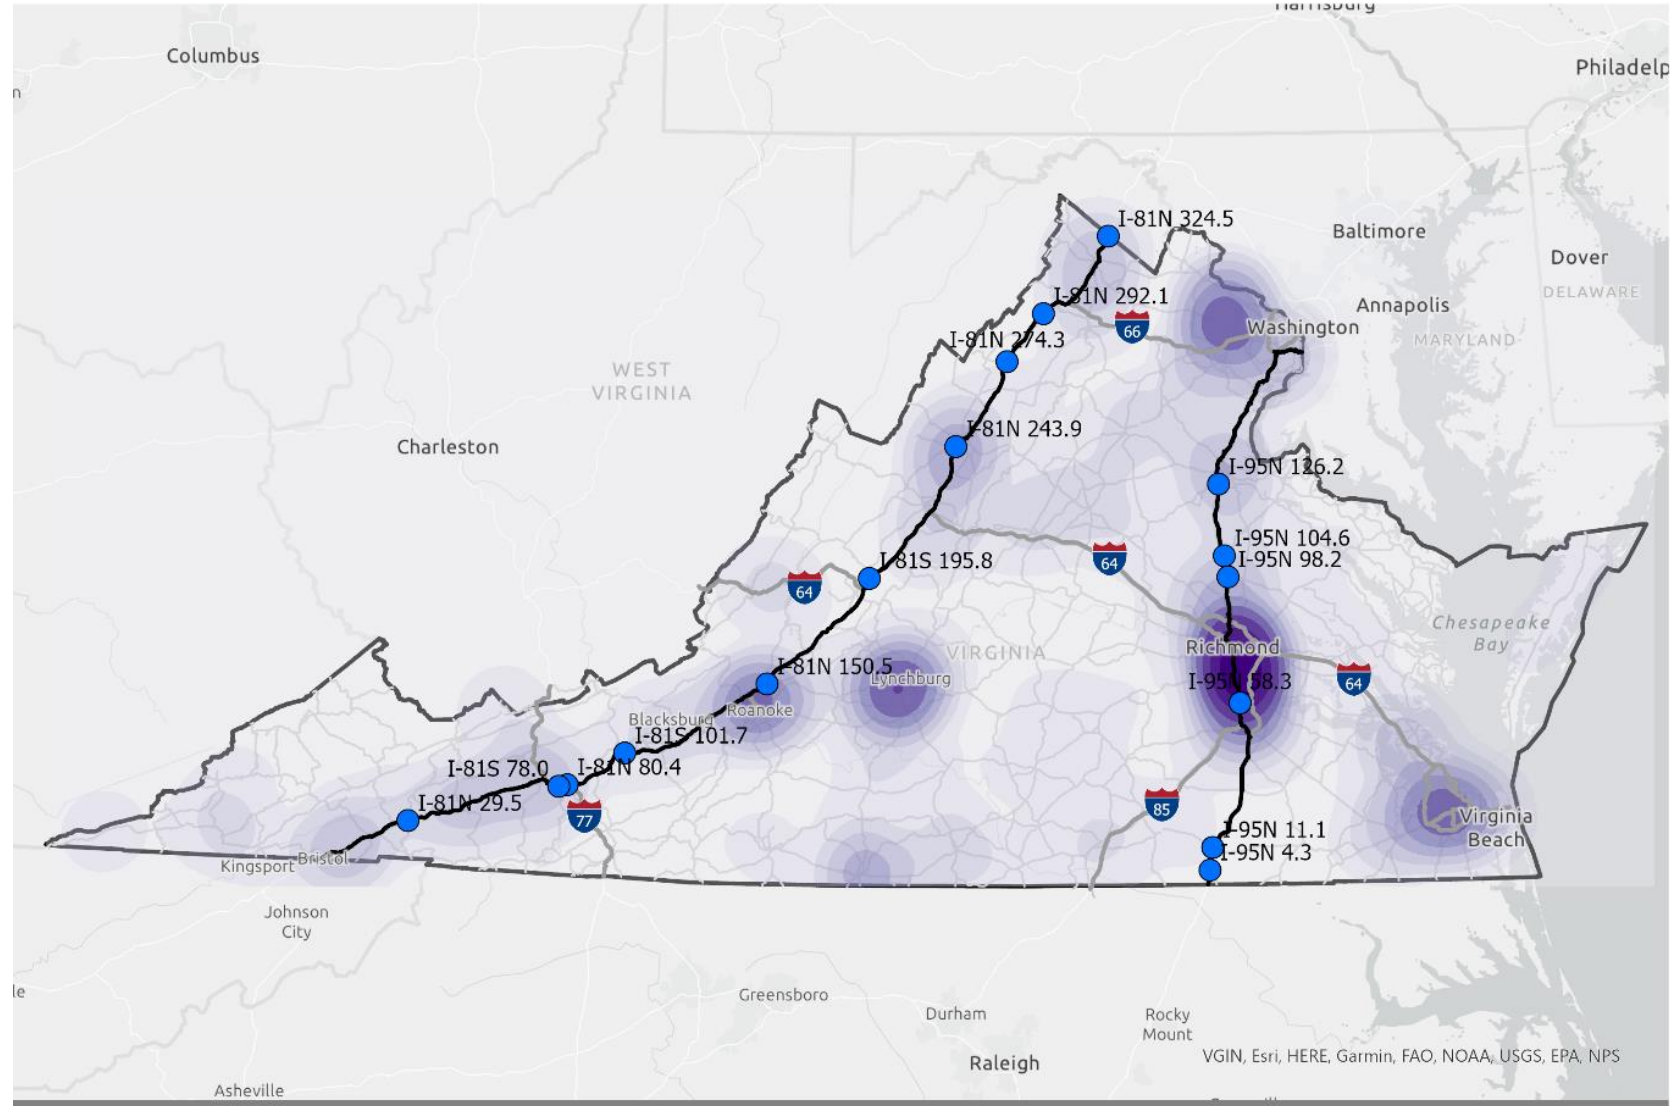 Harrisburg
Columbus
Philadelp
n
I-81N 324.5
Baltimore
Dover
DELAWARE
I-81N 292.1
Annapolis
66
Washington
I-81N 274.3
MARYLAND
WEST
VIRGINIA
I-81N 243.9
Charleston
I-95N 126.2
I-95N 104.6
I-81S 195.8
I-95N 98.2
64
64
Chesapeake
Bay
Richmond
VIRGINIA
I-81N 150.5
Lynchburg
I-95N 58.3
64
Roanoke
Blacksburg
I-81S 101.7
I-81S 78.0
I-81N 80.4
I-81N 29.5
77
85
Virginia
Beach
I-95N 11.1
I-95N 4.3
Bristol
Kingsport
Johnson
City
le
Greensboro
Durham
Rocky
Mount
Raleigh
VGIN, Esri, HERE, Garmin, FAO, NOAA, USGS, EPA, NPS
Asheville